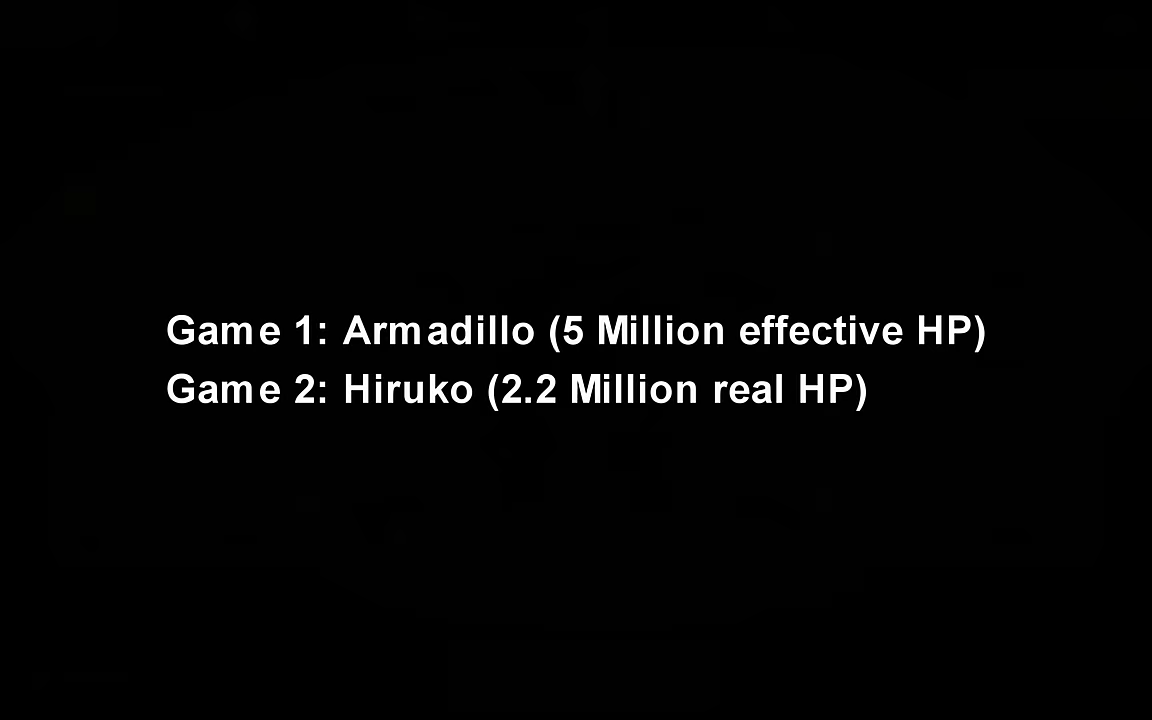 Game 1: Armadillo (5 Million effective HP)
Game 2: Hiruko (2.2 Million real HP)